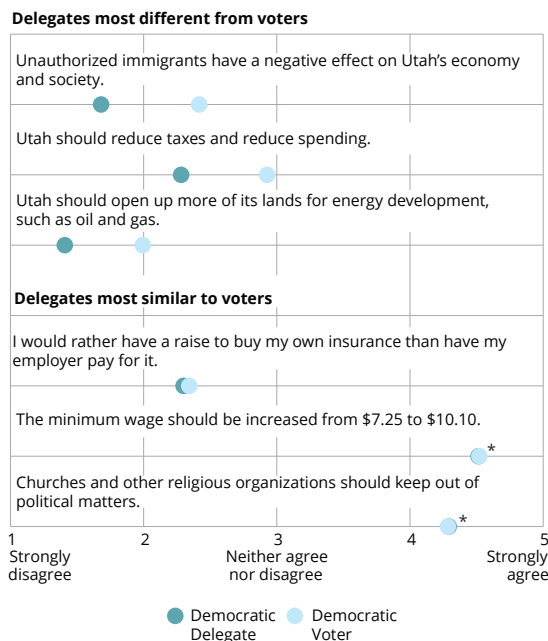 Delegates most different from voters
Unauthorized immigrants have a negative effect on Utah's economy
and society.
Utah should reduce taxes and reduce spending.
Utah should open up more of its lands for energy development,
such as oil and gas.
Delegates most similar to voters
I would rather have a raise to buy my own insurance than have my
employer pay for it.
The minimum wage should be increased from $7.25 to $10.10.
*
Churches and other religious organizations should keep out of
political matters.
*
1 2 3 4 5
Strongly disagree
Neither agree nor disagree
Strongly agree
Democratic Delegate
Democratic Voter